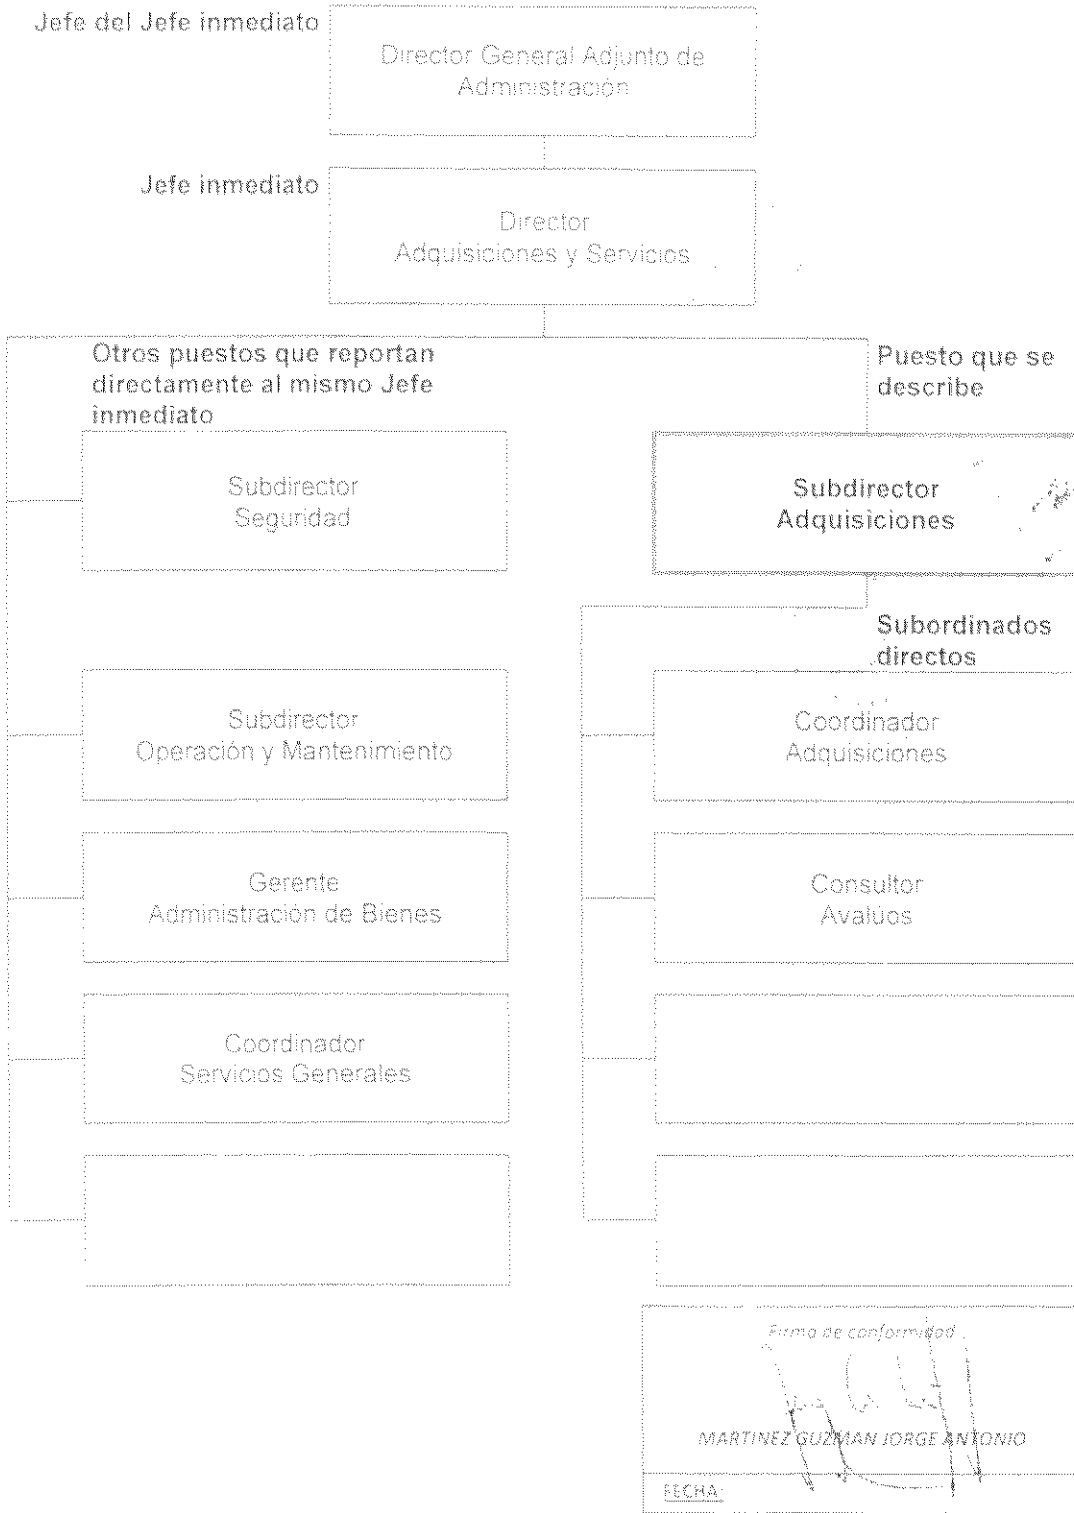 Jefe del Jefe inmediato
Director General Adjunto de
Administración
Jefe inmediato
Director
Adquisiciones y Servicios
Otros puestos que reportan
directamente al mismo Jefe
inmediato
Puesto que se
describe
Subdirector
Seguridad
Subdirector
Adquisiciones
Subordinados
directos
Subdirector
Operación y Mantenimiento
Coordinador
Adquisiciones
Gerente
Administración de Bienes
Consultor
Avalúos
Coordinador
Servicios Generales
Firma de conformidad
MARTINEZ GUZMAN JORGE ANTONIO
FECHA: